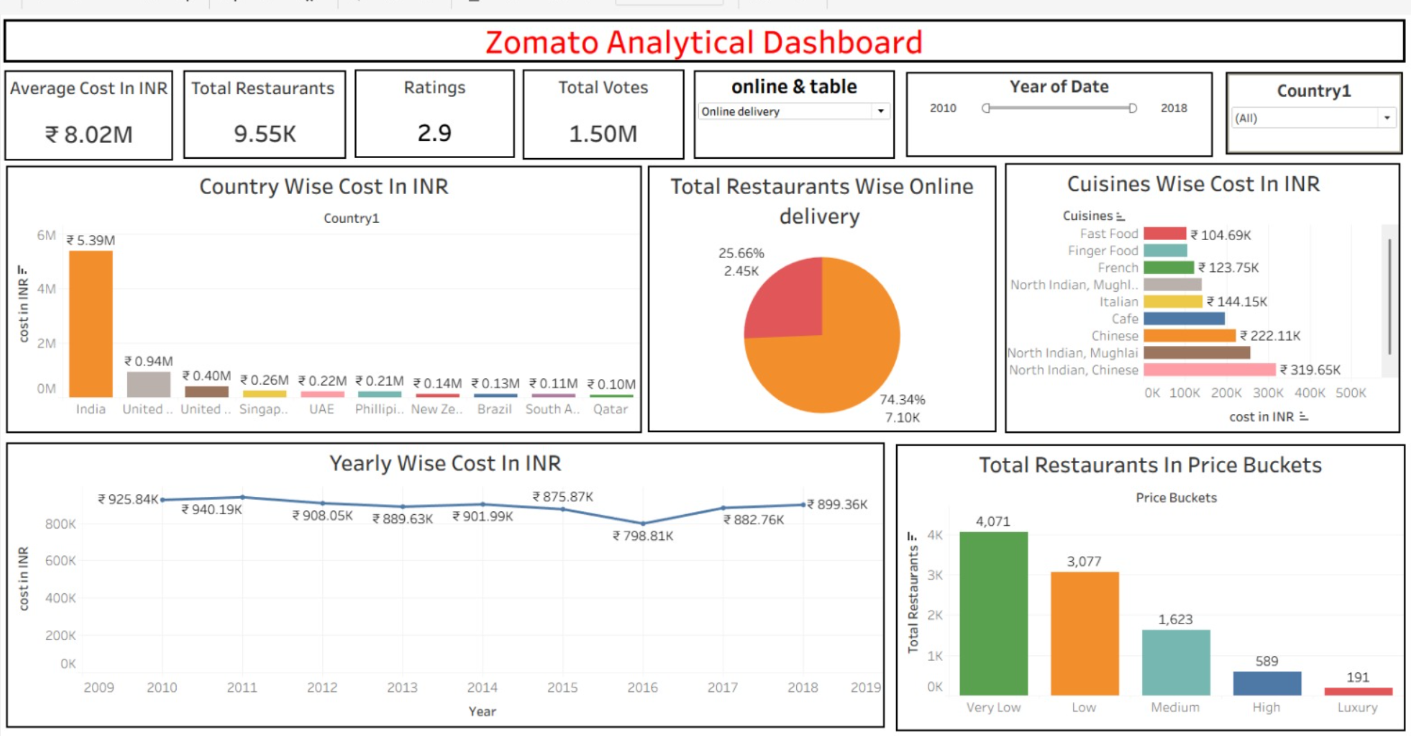 Zomato Analytical Dashboard
Average Cost In INR
₹ 8.02M
Total Restaurants
9.55K
Ratings
2.9
Total Votes
1.50M
online & table
Online delivery
Year of Date
2010
2018
Country1
(All)
Country Wise Cost In INR
Country1
cost in INR
6M
4M
2M
0M
₹ 5.39M
₹ 0.94M
₹ 0.40M
₹ 0.26M
₹ 0.22M
₹ 0.21M
₹ 0.14M
₹ 0.13M
₹ 0.11M
₹ 0.10M
India
United ..
United ..
Singap..
UAE
Phillipi..
New Ze..
Brazil
South A..
Qatar
Total Restaurants Wise Online
delivery
25.66%
2.45K
74.34%
7.10K
Cuisines Wise Cost In INR
Cuisines
Fast Food
₹ 104.69K
Finger Food
French
₹ 123.75K
North Indian, Mughl..
Italian
₹ 144.15K
Cafe
Chinese
₹ 222.11K
North Indian, Mughlai
North Indian, Chinese
₹ 319.65K
0K
100K
200K
300K
400K
500K
cost in INR
Yearly Wise Cost In INR
cost in INR
800K
600K
400K
200K
0K
₹ 925.84K
₹ 940.19K
₹ 908.05K
₹ 889.63K
₹ 901.99K
₹ 875.87K
₹ 798.81K
₹ 882.76K
₹ 899.36K
2009
2010
2011
2012
2013
2014
2015
2016
2017
2018
2019
Year
Total Restaurants In Price Buckets
Price Buckets
Total Restaurants
4K
3K
2K
1K
0K
4,071
3,077
1,623
589
191
Very Low
Low
Medium
High
Luxury